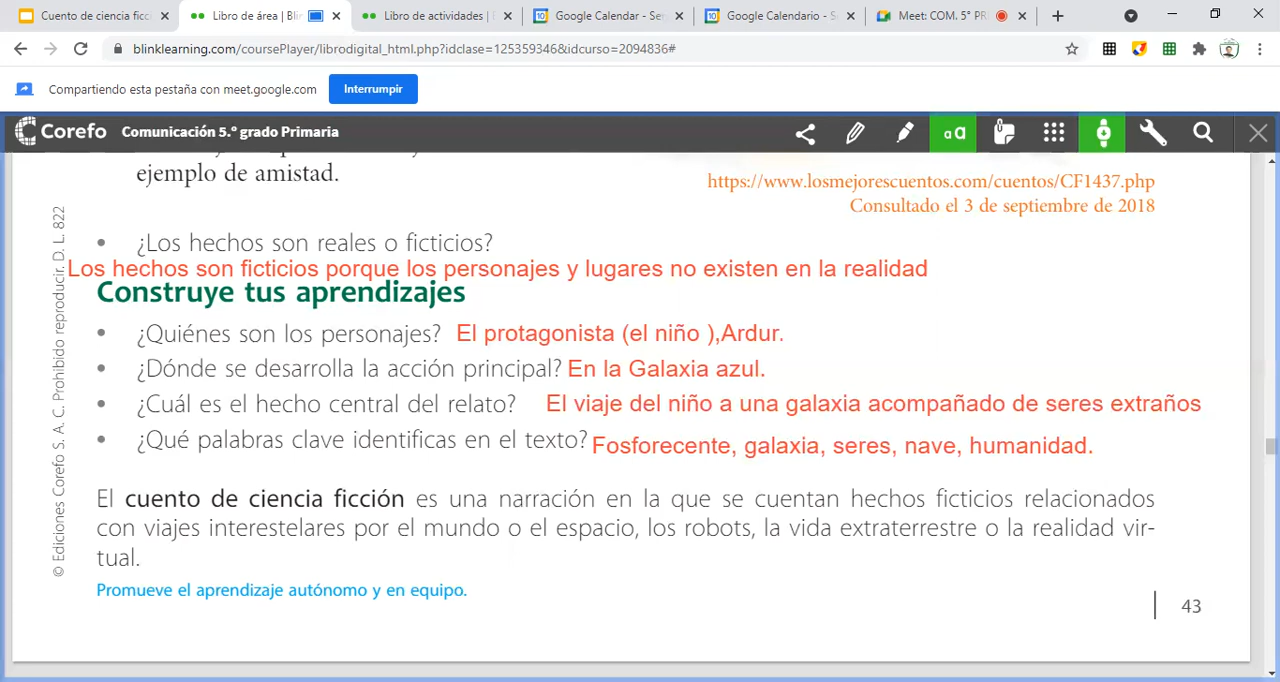 Cuento de ciencia ficci
Libro de área | Blin
Libro de actividades |
Google Calendar - Se
Google Calendario - S
Meet: COM. 5° PR
blinklearning.com/coursePlayer/librodigital_html.php?idclase=125359346&idcurso=2094836#
Compartiendo esta pestaña con meet.google.com
Interrumpir
Corefo
Comunicación 5.º grado Primaria
aa
ejemplo de amistad.
https://www.losmejorescuentos.com/cuentos/CF1437.php
Consultado el 3 de septiembre de 2018
• ¿Los hechos son reales o ficticios?
Los hechos son ficticios porque los personajes y lugares no existen en la realidad
Construye tus aprendizajes
• ¿Quiénes son los personajes? El protagonista (el niño ),Ardur.
• ¿Dónde se desarrolla la acción principal? En la Galaxia azul.
• ¿Cuál es el hecho central del relato? El viaje del niño a una galaxia acompañado de seres extraños
• ¿Qué palabras clave identificas en el texto? Fosforecente, galaxia, seres, nave, humanidad.
El cuento de ciencia ficción es una narración en la que se cuentan hechos ficticios relacionados
con viajes interestelares por el mundo o el espacio, los robots, la vida extraterrestre o la realidad vir-
tual.
Promueve el aprendizaje autónomo y en equipo.
43
© Ediciones Corefo S. A. C. Prohibido reproducir. D. L. 822